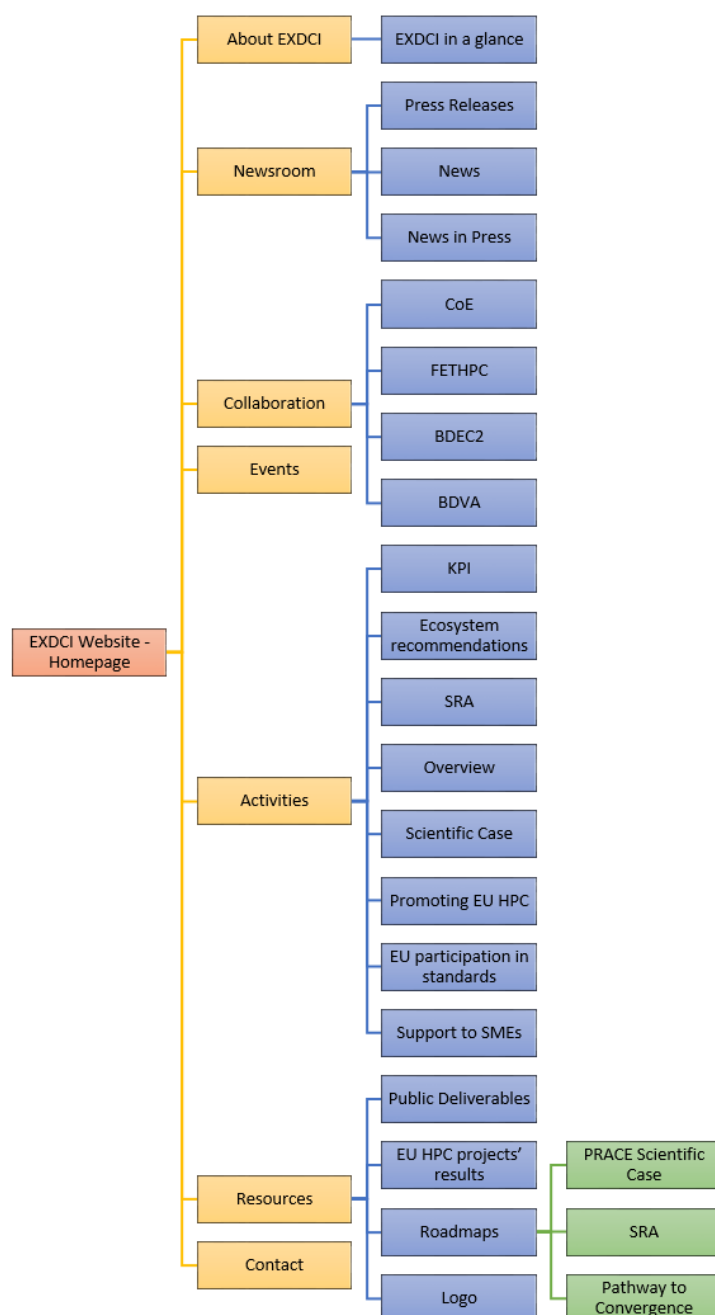 About EXDCI
EXDCI in a glance
Press Releases
Newsroom
News
News in Press
CoE
FETHPC
Collaboration
BDEC2
Events
BDVA
KPI
Ecosystem
recommendations
EXDCI Website -
Homepage
SRA
Overview
Activities
Scientific Case
Promoting EU HPC
EU participation in
standards
Support to SMEs
Public Deliverables
EU HPC projects’
results
PRACE Scientific
Case
Resources
Roadmaps
SRA
Contact
Logo
Pathway to
Convergence